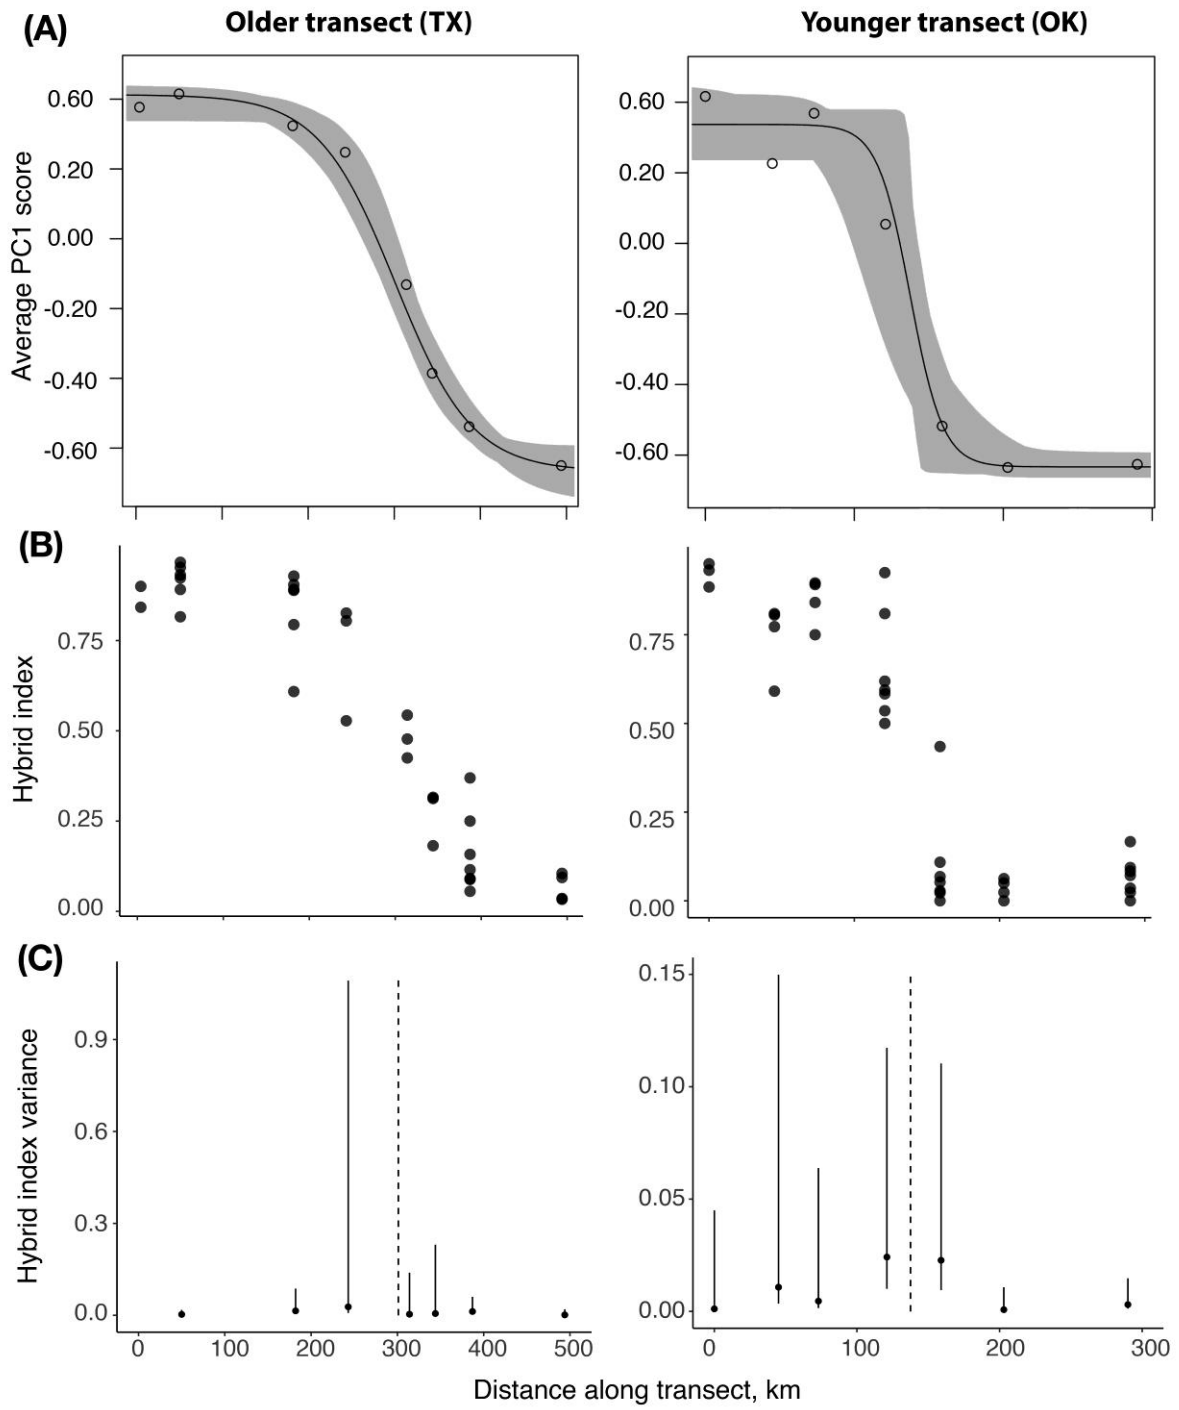 (A)
Older transect (TX)
Younger transect (OK)
Average PC1 score
0.60
0.20
0.00
-0.20
-0.40
-0.60
0.60
0.20
0.00
-0.20
-0.40
-0.60
(B)
Hybrid index
0.75
0.50
0.25
0.00
0.75
0.50
0.25
0.00
(C)
Hybrid index variance
0.9
0.6
0.3
0.0
0.15
0.10
0.05
0.00
0 100 200 300 400 500
0 100 200 300
Distance along transect, km